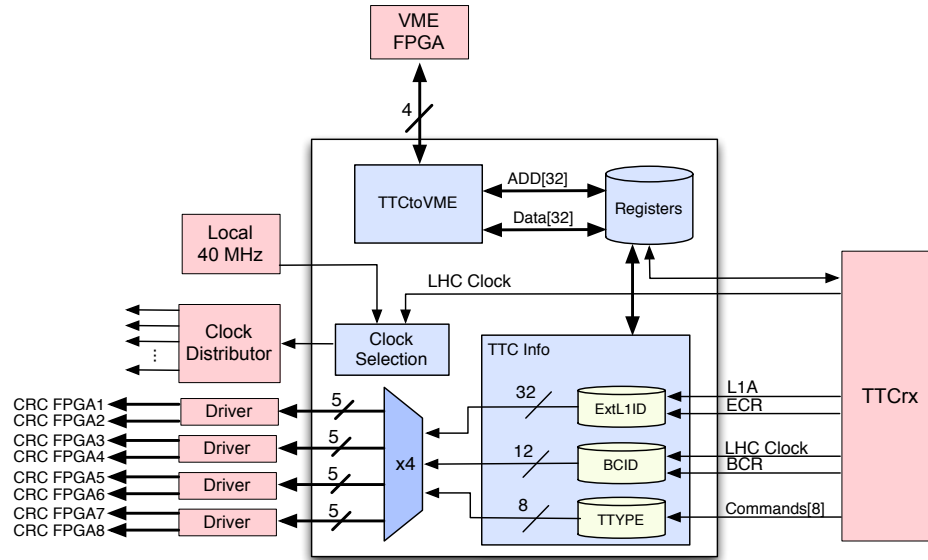 VME
FPGA
4
TTCtoVME
ADD[32]
Data[32]
Registers
Local
40 MHz
LHC Clock
Clock
Distributor
...
Clock
Selection
TTC Info
TTCrx
32
ExtL1ID
L1A
ECR
12
BCID
LHC Clock
BCR
8
TTYPE
Commands[8]
x4
5
5
5
5
Driver
Driver
Driver
Driver
CRC FPGA1
CRC FPGA2
CRC FPGA3
CRC FPGA4
CRC FPGA5
CRC FPGA6
CRC FPGA7
CRC FPGA8